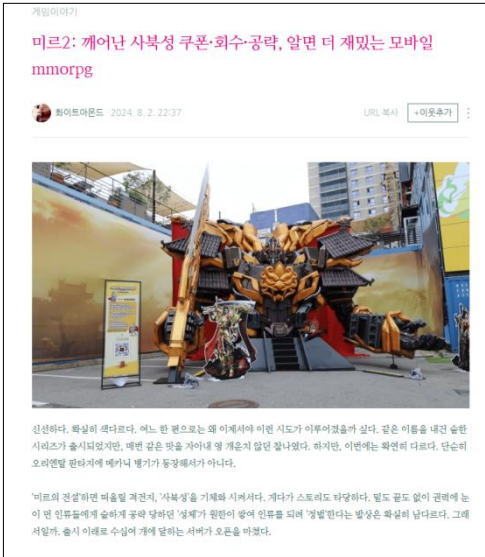 게임이야기
미르2: 깨어난 사북성 쿠폰·회수·공략, 알면 더 재밌는 모바일
mmorpg
화이트아몬드 2024. 8. 2. 22:37
URL 복사 +이웃추가
신선하다. 확실히 색다르다. 어느 한 편으로는 왜 이제서야 이런 시도가 이루어졌을까 싶다. 같은 이름을 내건 숱한
시리즈가 출시되었지만, 매번 같은 맛을 자아내 영 개운치 않던 찰나였다. 하지만, 이번에는 확연히 다르다. 단순히
오리엔탈 판타지에 메카닉 병기가 등장해서가 아니다.
'미르의 전설'하면 떠올릴 격전지, '사북성'을 기체화 시켜서다. 게다가 스토리도 타당하다. 밑도 끝도 없이 권력에 눈
이 먼 인류들에게 숱하게 공략 당하던 '성채'가 원한이 쌓여 인류를 되려 '정벌'한다는 발상은 확실히 남다르다. 그래
서일까. 출시 이래로 수십여 개에 달하는 서버가 오픈을 마쳤다.